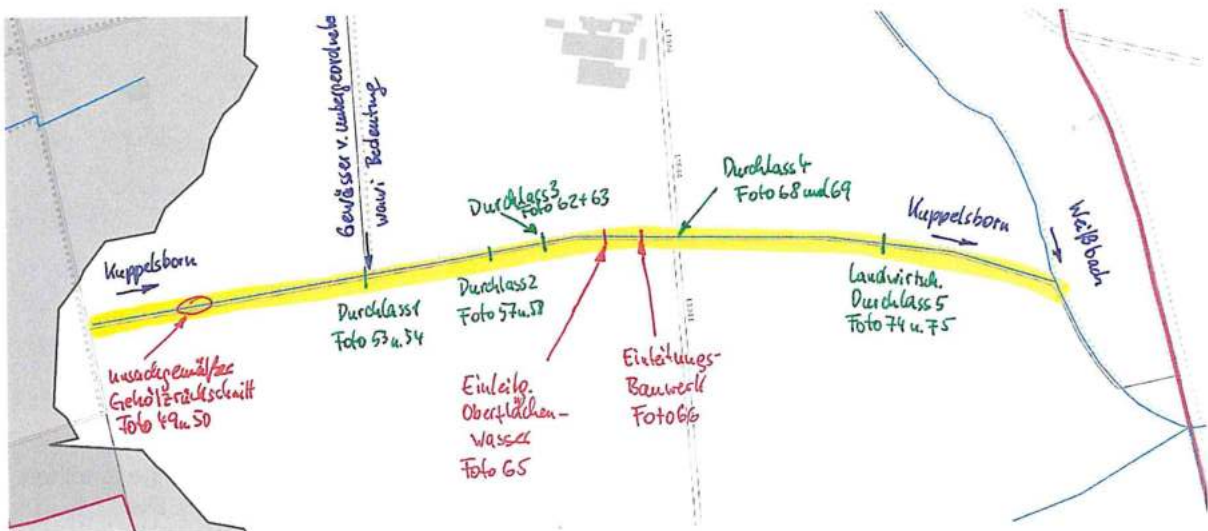 Gewässer v. untergeordneter
wawi Bedeutung
Kuppelsborn
Durchlass 3
Foto 62+63
Durchlass 4
Foto 68 und 69
Kuppelsborn
Weißbach
Durchlass 1
Foto 53 u. 54
Durchlass 2
Foto 57 u. 58
Landwirtsch.
Durchlass 5
Foto 74 u. 75
unsachgemäßer
Gehölzrückschnitt
Foto 49 u. 50
Einleitg.
Oberflächen-
wasser
Foto 65
Einleitungs-
Bauwerk
Foto 66